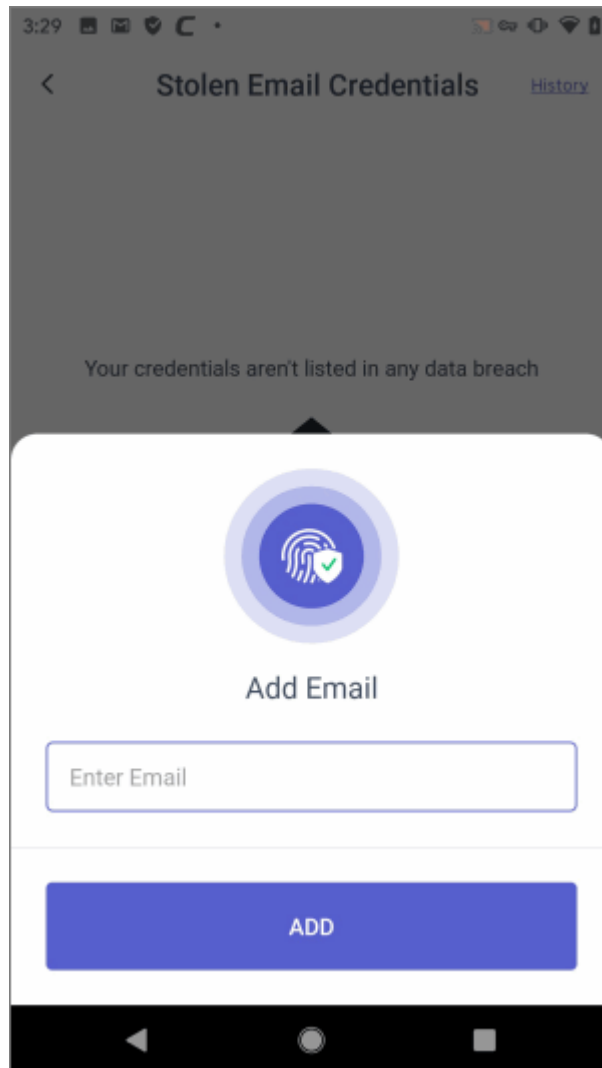 3:29
Stolen Email Credentials
History
Your credentials aren't listed in any data breach
Add Email
Enter Email
ADD